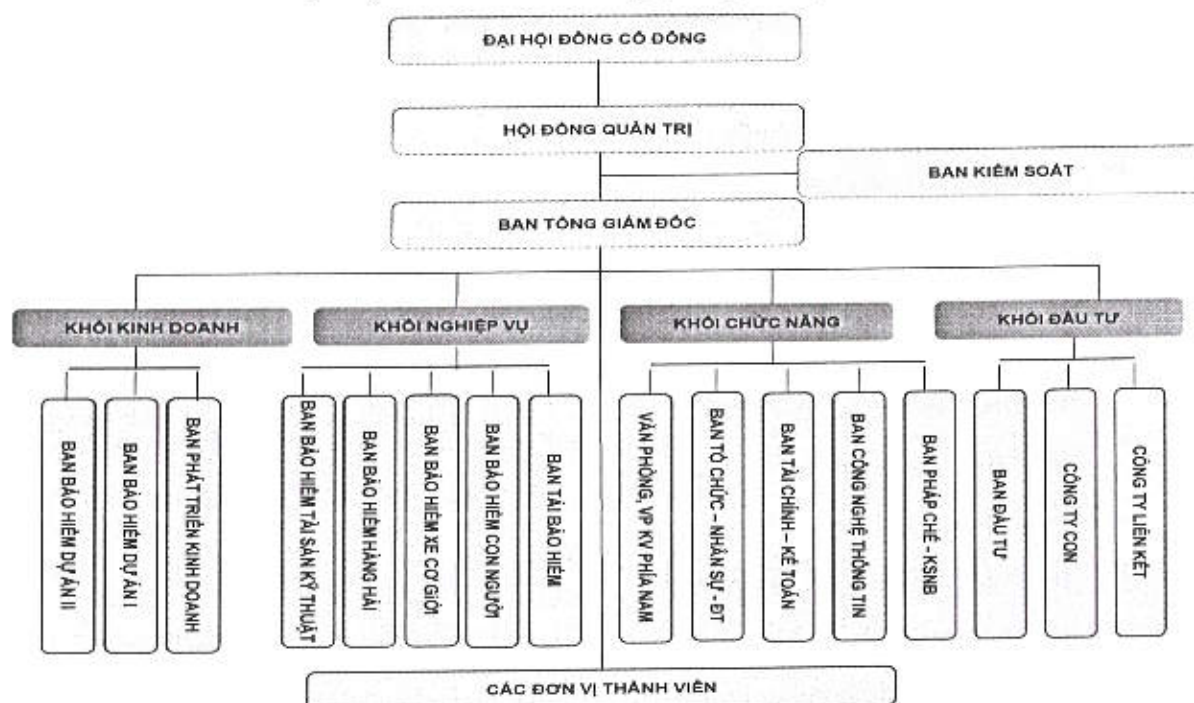 ĐẠI HỘI ĐỒNG CỔ ĐÔNG
HỘI ĐỒNG QUẢN TRỊ
BAN KIỂM SOÁT
BAN TỔNG GIÁM ĐỐC
KHỐI KINH DOANH
KHỐI NGHIỆP VỤ
KHỐI CHỨC NĂNG
KHỐI ĐẦU TƯ
BAN BẢO HIỂM DỰ ÁN II
BAN BẢO HIỂM DỰ ÁN I
BAN PHÁT TRIỂN KINH DOANH
BAN BẢO HIỂM TÀI SẢN KỸ THUẬT
BAN BẢO HIỂM HÀNG HẢI
BAN BẢO HIỂM XE CƠ GIỚI
BAN BẢO HIỂM CON NGƯỜI
BAN TÁI BẢO HIỂM
VĂN PHÒNG, VP KV PHÍA NAM
BAN TỔ CHỨC – NHÂN SỰ - ĐT
BAN TÀI CHÍNH – KẾ TOÁN
BAN CÔNG NGHỆ THÔNG TIN
BAN PHÁP CHẾ - KSNB
BAN ĐẦU TƯ
CÔNG TY CON
CÔNG TY LIÊN KẾT
CÁC ĐƠN VỊ THÀNH VIÊN